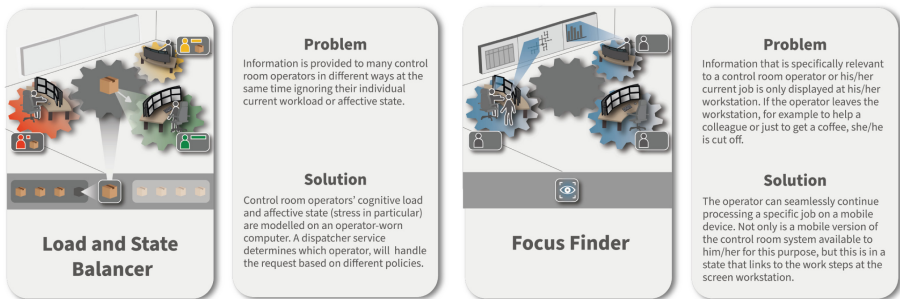 Load and State
Balancer
Problem
Information is provided to many control
room operators in different ways at the
same time ignoring their individual
current workload or affective state.
Solution
Control room operators' cognitive load
and affective state (stress in particular)
are modelled on an operator-worn
computer. A dispatcher service
determines which operator, will handle
the request based on different policies.
Focus Finder
Problem
Information that is specifically relevant
to a control room operator or his/her
current job is only displayed at his/her
workstation. If the operator leaves the
workstation, for example to help a
colleague or just to get a coffee, she/he
is cut off.
Solution
The operator can seamlessly continue
processing a specific job on a mobile
device. Not only is a mobile version of
the control room system available to
him/her for this purpose, but this is in a
state that links to the work steps at the
screen workstation.